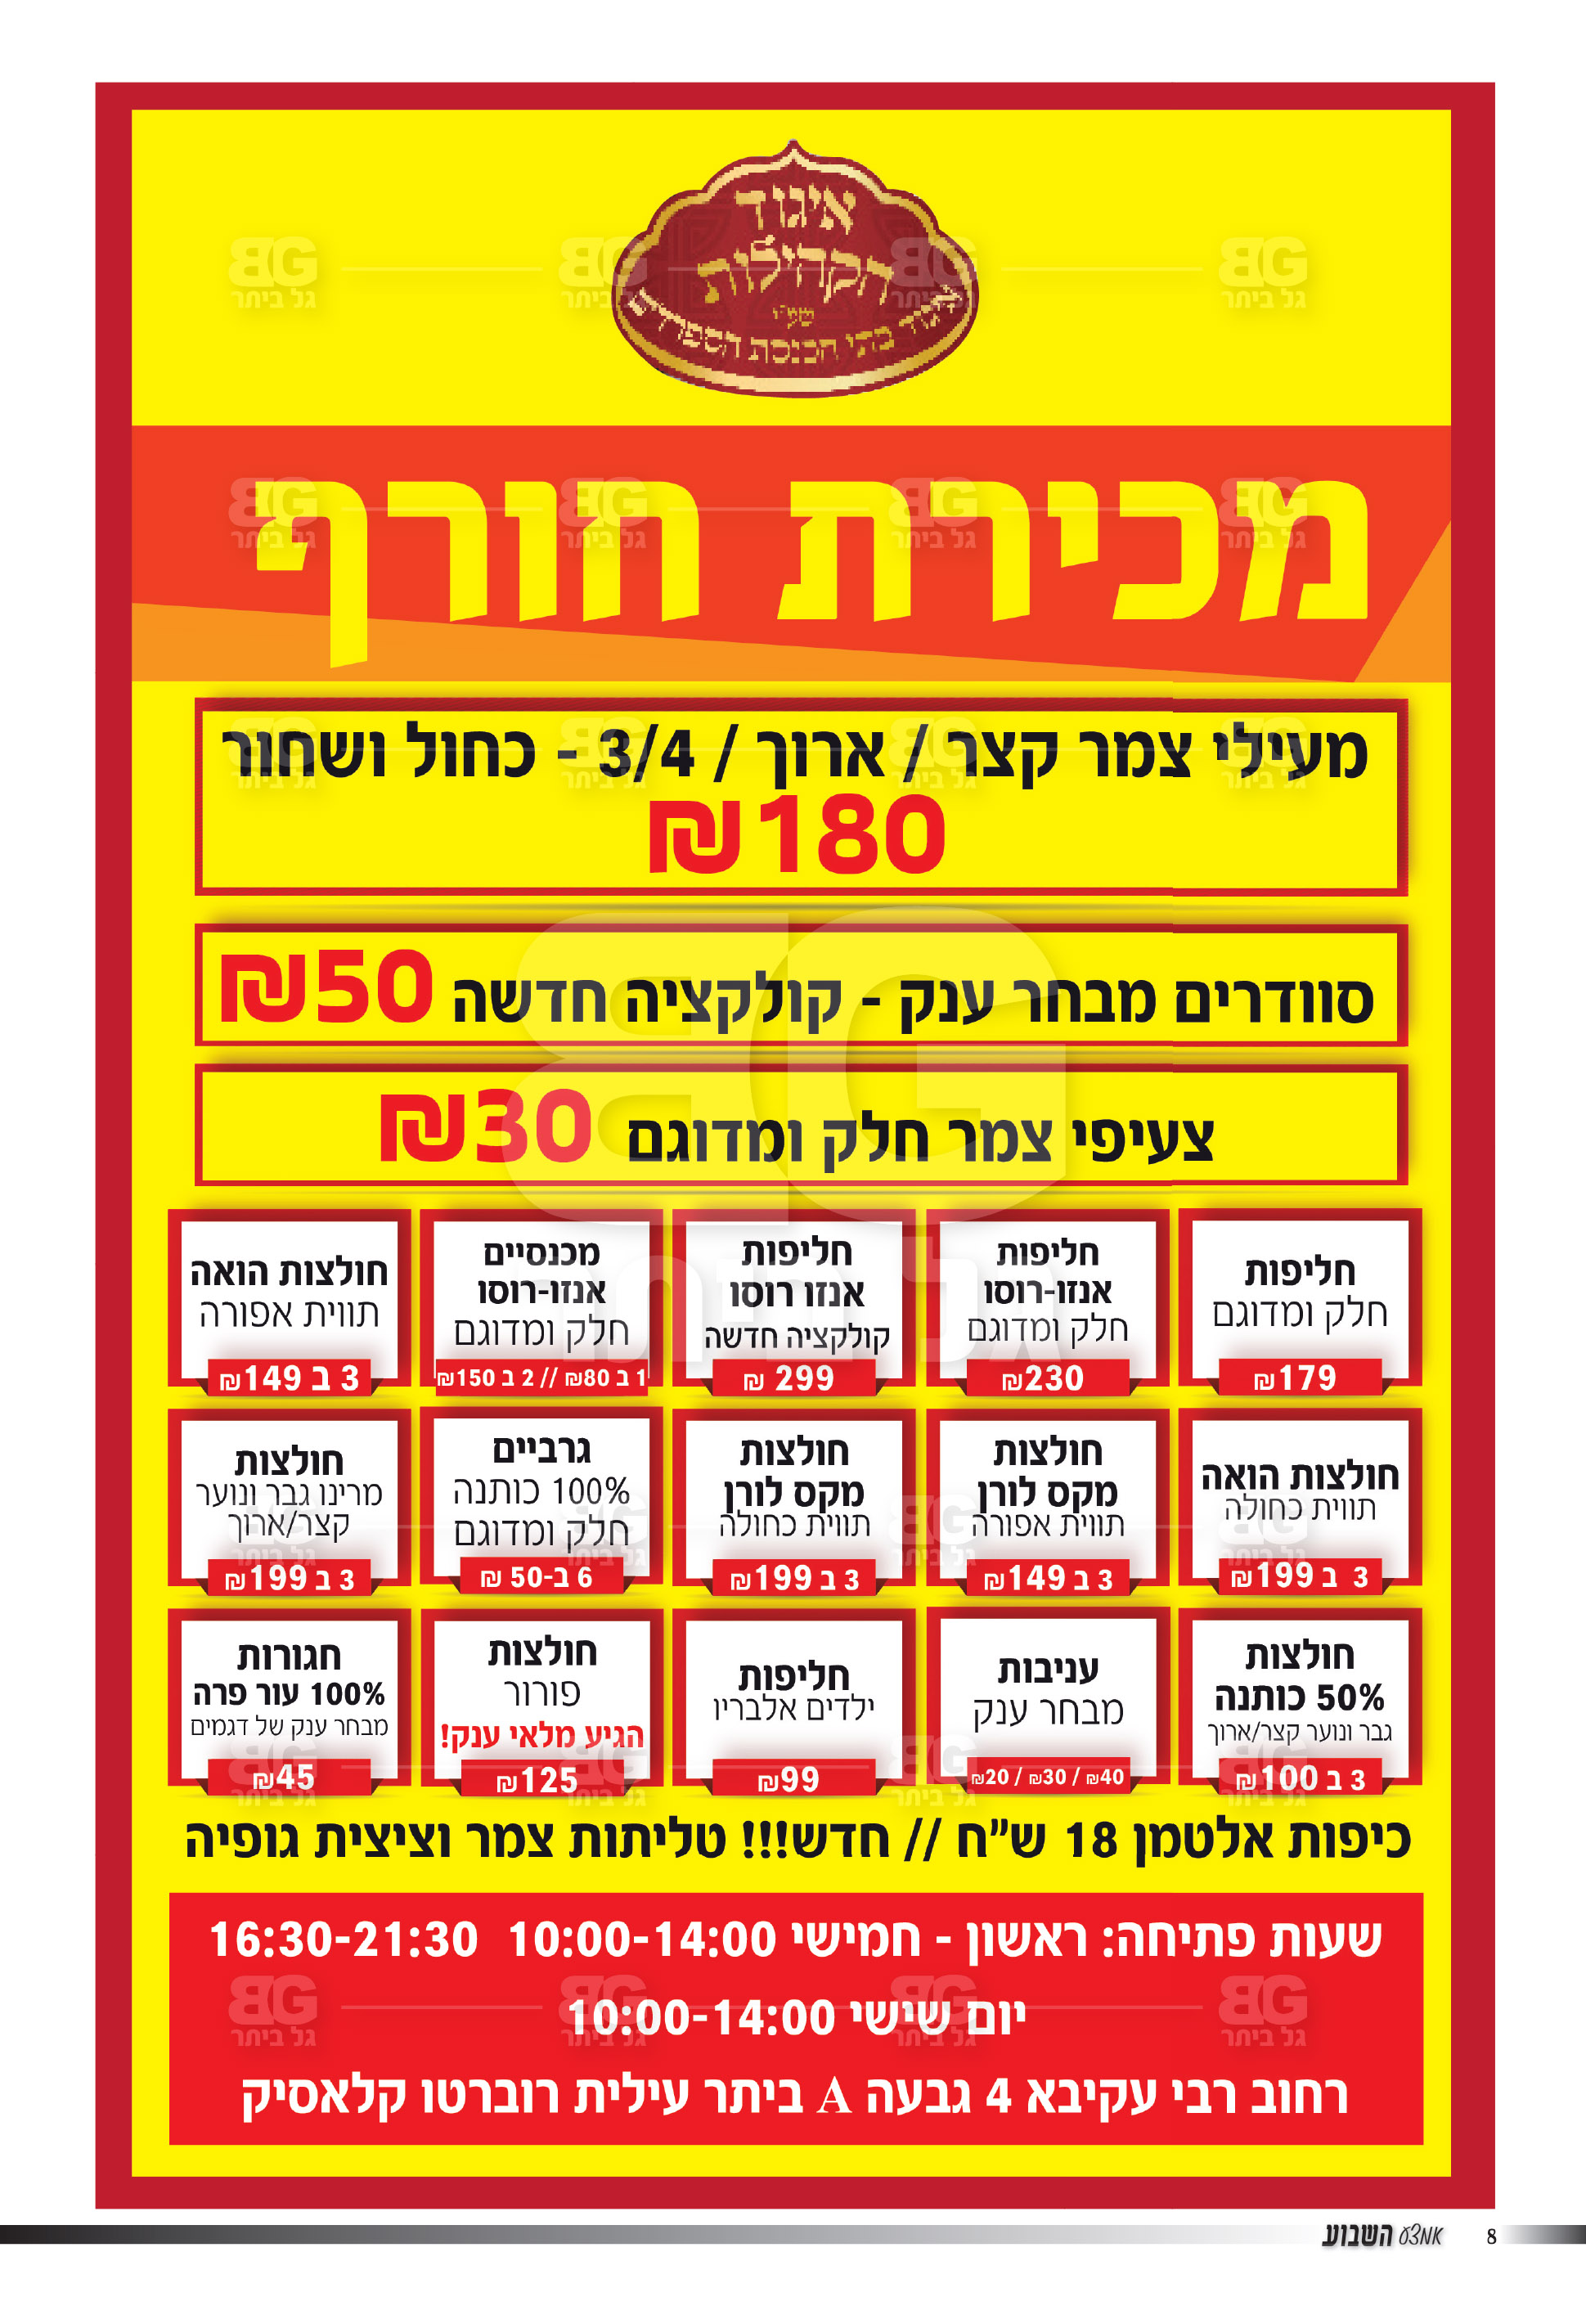 איגוד
הקהילות
שע"י
איגוד בתי הכנסת הספרדים
מכירת חורף
מעילי צמר קצר / ארוך / 3/4 - כחול ושחור
₪180
סוודרים מבחר ענק - קולקציה חדשה ₪50
צעיפי צמר חלק ומדוגם ₪30
חליפות
חלק ומדוגם
₪179
חליפות
אנזו-רוסו
חלק ומדוגם
₪230
חליפות
אנזו רוסו
קולקציה חדשה
299 ₪
מכנסיים
אנזו-רוסו
חלק ומדוגם
1 ב ₪80 // 2 ב ₪150
חולצות הואה
תווית אפורה
3 ב ₪149
חולצות הואה
תווית כחולה
3 ב ₪199
חולצות
מקס לורן
תווית אפורה
3 ב ₪149
חולצות
מקס לורן
תווית כחולה
3 ב ₪199
גרביים
100% כותנה
חלק ומדוגם
6 ב-50 ₪
חולצות
מרינו גבר ונוער
קצר/ארוך
3 ב ₪199
חולצות
50% כותנה
גבר ונוער קצר/ארוך
3 ב ₪100
עניבות
מבחר ענק
₪40 / ₪30 / ₪20
חליפות
ילדים אלבריו
₪99
חולצות
פורור
הגיע מלאי ענק!
₪125
חגורות
100% עור פרה
מבחר ענק של דגמים
₪45
כיפות אלטמן 18 ש"ח // חדש!!! טליתות צמר וציצית גופיה
שעות פתיחה: ראשון - חמישי 10:00-14:00 16:30-21:30
יום שישי 10:00-14:00
רחוב רבי עקיבא 4 גבעה A ביתר עילית רוברטו קלאסיק
8 אמצע השבוע
BG
גל ביתר